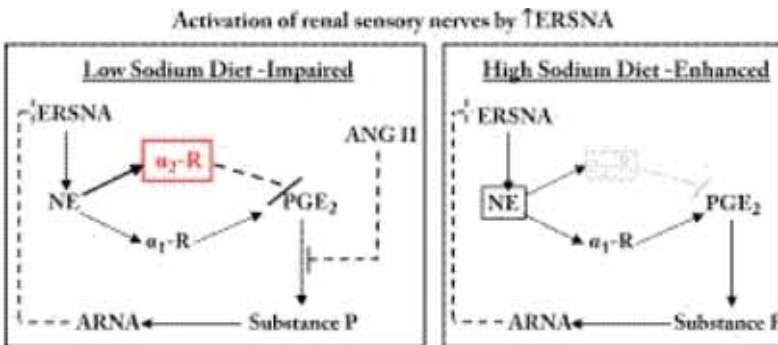 Activation of renal sensory nerves by ↑ERSNA
Low Sodium Diet -Impaired
ERSNA
ANG II
α2-R
NE
PGE2
α1-R
ARNA
Substance P
High Sodium Diet -Enhanced
ERSNA
NE
PGE2
α1-R
ARNA
Substance P